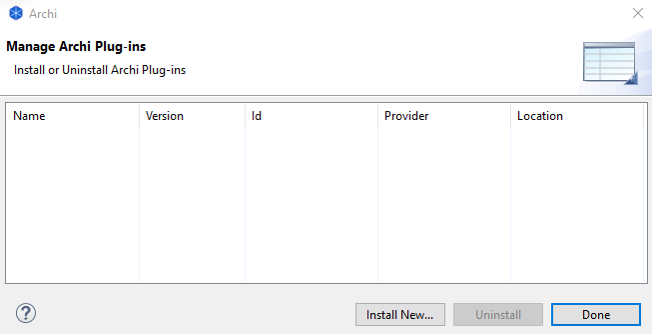 Archi
Manage Archi Plug-ins
Install or Uninstall Archi Plug-ins
Name Version Id Provider Location
? Install New... Uninstall Done